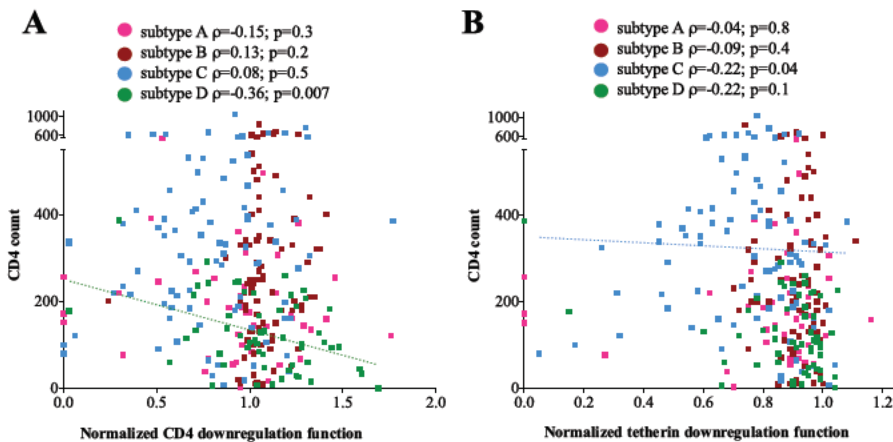 A
subtype A ρ=-0.15; p=0.3
subtype B ρ=0.13; p=0.2
subtype C ρ=0.08; p=0.5
subtype D ρ=-0.36; p=0.007
1000
600
400
200
0
CD4 count
0.0 0.5 1.0 1.5 2.0
Normalized CD4 downregulation function
B
subtype A ρ=-0.04; p=0.8
subtype B ρ=-0.09; p=0.4
subtype C ρ=-0.22; p=0.04
subtype D ρ=-0.22; p=0.1
1000
600
400
200
0
CD4 count
0.0 0.2 0.4 0.6 0.8 1.0 1.2
Normalized tetherin downregulation function